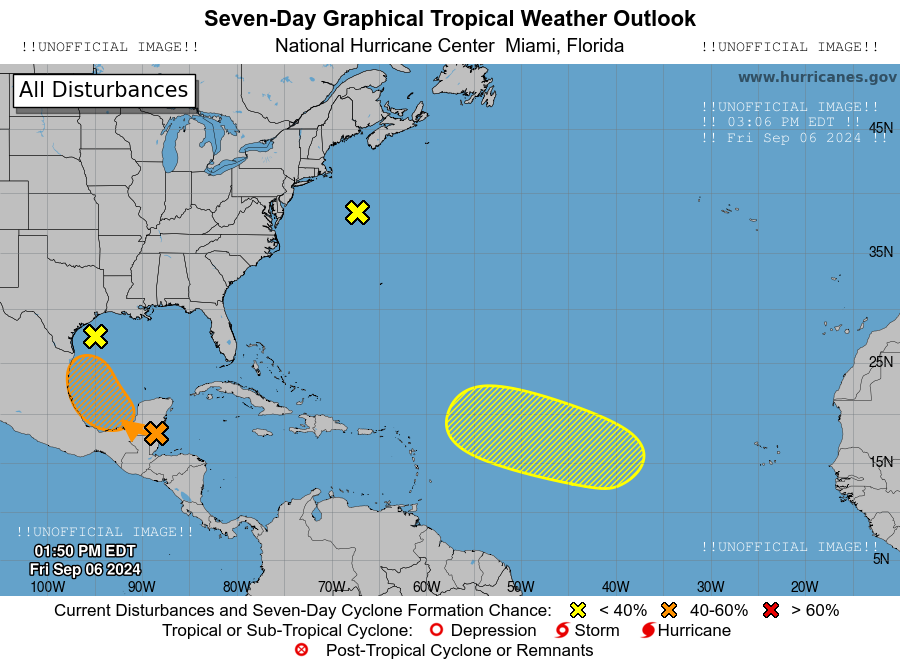 Seven-Day Graphical Tropical Weather Outlook
!!UNOFFICIAL IMAGE!! National Hurricane Center Miami, Florida !!UNOFFICIAL IMAGE!!
All Disturbances
www.hurricanes.gov
!!UNOFFICIAL IMAGE!!
!! 03:06 PM EDT !!
!! Fri Sep 06 2024 !!
45N
35N
25N
15N
!!UNOFFICIAL IMAGE!!
!!UNOFFICIAL IMAGE!!
01:50 PM EDT
5N
Fri Sep 06 2024
100W 90W 80W 70W 60W 50W 40W 30W 20W
Current Disturbances and Seven-Day Cyclone Formation Chance: < 40% 40-60% > 60%
Tropical or Sub-Tropical Cyclone: Depression Storm Hurricane
Post-Tropical Cyclone or Remnants